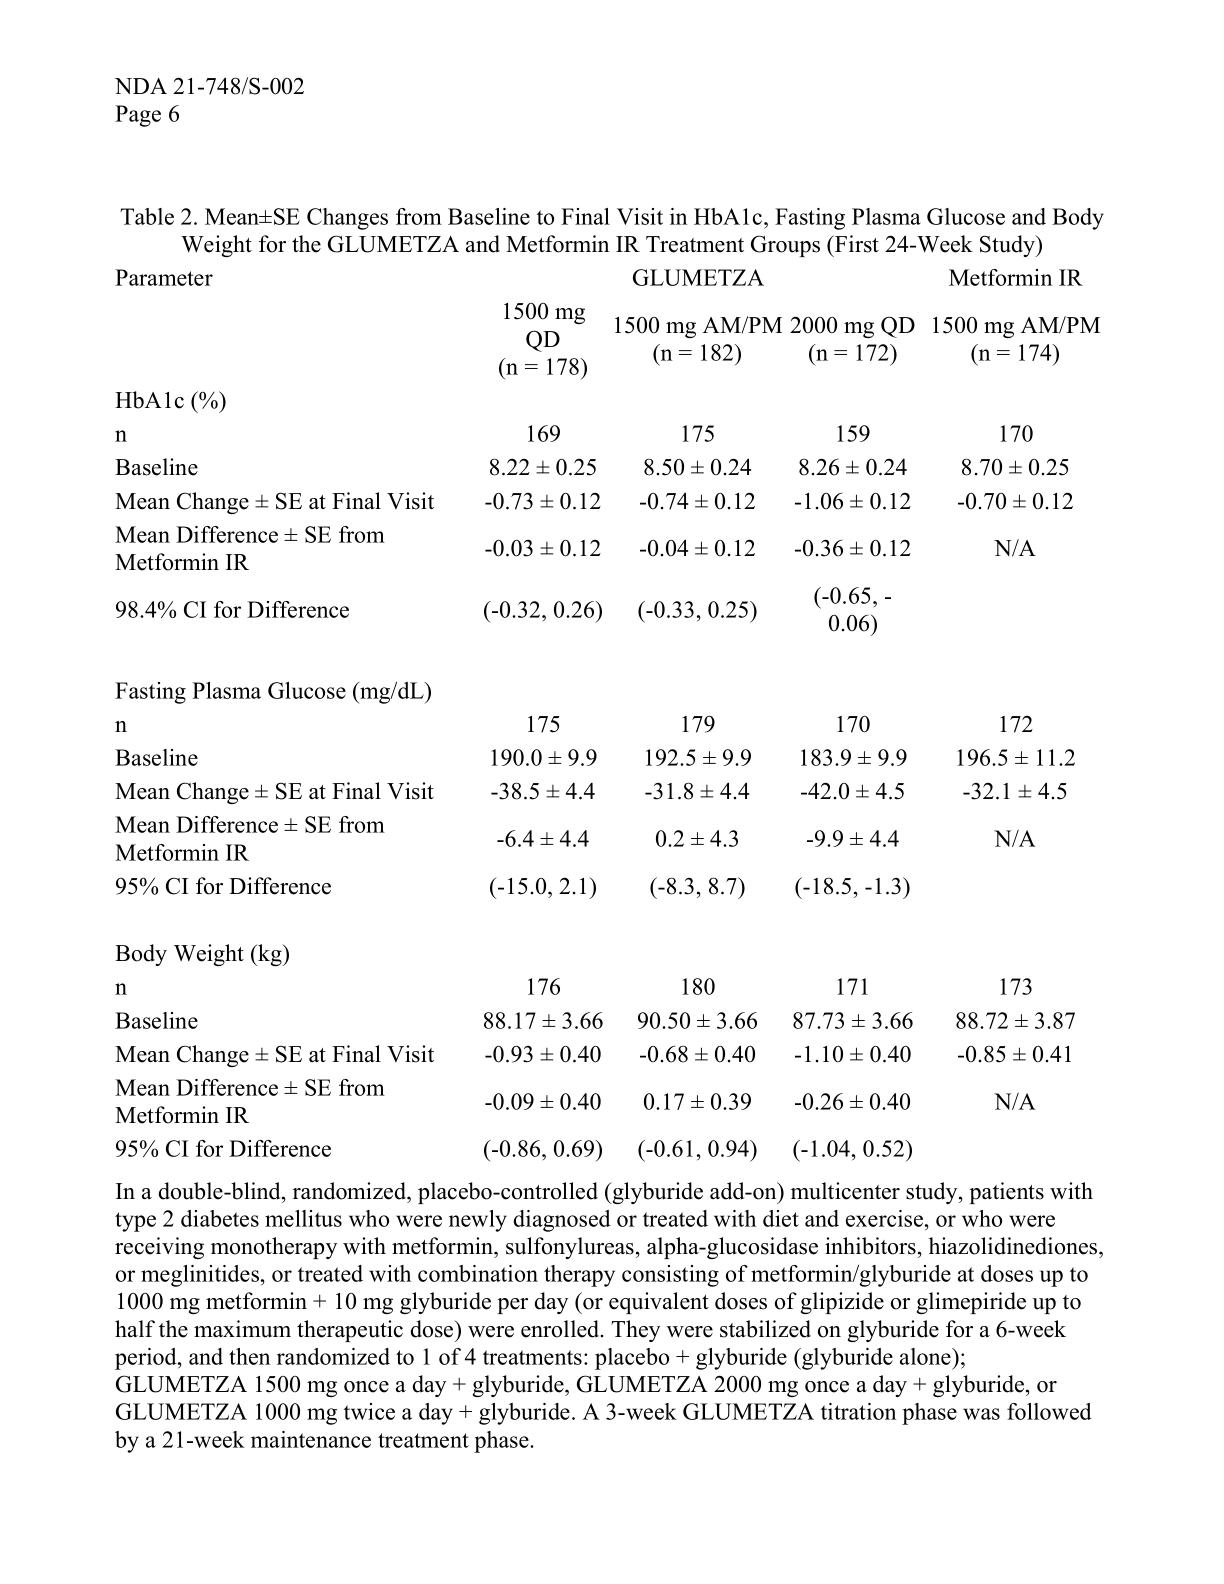 NDA 21-748/S-002
Page 6
Table 2. Mean±SE Changes from Baseline to Final Visit in HbA1c, Fasting Plasma Glucose and Body
Weight for the GLUMETZA and Metformin IR Treatment Groups (First 24-Week Study)
Parameter GLUMETZA Metformin IR
1500 mg
QD
(n = 178)
1500 mg AM/PM
(n = 182)
2000 mg QD
(n = 172)
1500 mg AM/PM
(n = 174)
HbA1c (%)
n 169 175 159 170
Baseline 8.22 ± 0.25 8.50 ± 0.24 8.26 ± 0.24 8.70 ± 0.25
Mean Change ± SE at Final Visit -0.73 ± 0.12 -0.74 ± 0.12 -1.06 ± 0.12 -0.70 ± 0.12
Mean Difference ± SE from
Metformin IR
-0.03 ± 0.12 -0.04 ± 0.12 -0.36 ± 0.12 N/A
98.4% CI for Difference (-0.32, 0.26) (-0.33, 0.25) (-0.65, -
0.06)
Fasting Plasma Glucose (mg/dL)
n 175 179 170 172
Baseline 190.0 ± 9.9 192.5 ± 9.9 183.9 ± 9.9 196.5 ± 11.2
Mean Change ± SE at Final Visit -38.5 ± 4.4 -31.8 ± 4.4 -42.0 ± 4.5 -32.1 ± 4.5
Mean Difference ± SE from
Metformin IR
-6.4 ± 4.4 0.2 ± 4.3 -9.9 ± 4.4 N/A
95% CI for Difference (-15.0, 2.1) (-8.3, 8.7) (-18.5, -1.3)
Body Weight (kg)
n 176 180 171 173
Baseline 88.17 ± 3.66 90.50 ± 3.66 87.73 ± 3.66 88.72 ± 3.87
Mean Change ± SE at Final Visit -0.93 ± 0.40 -0.68 ± 0.40 -1.10 ± 0.40 -0.85 ± 0.41
Mean Difference ± SE from
Metformin IR
-0.09 ± 0.40 0.17 ± 0.39 -0.26 ± 0.40 N/A
95% CI for Difference (-0.86, 0.69) (-0.61, 0.94) (-1.04, 0.52)
In a double-blind, randomized, placebo-controlled (glyburide add-on) multicenter study, patients with
type 2 diabetes mellitus who were newly diagnosed or treated with diet and exercise, or who were
receiving monotherapy with metformin, sulfonylureas, alpha-glucosidase inhibitors, hiazolidinediones,
or meglinitides, or treated with combination therapy consisting of metformin/glyburide at doses up to
1000 mg metformin + 10 mg glyburide per day (or equivalent doses of glipizide or glimepiride up to
half the maximum therapeutic dose) were enrolled. They were stabilized on glyburide for a 6-week
period, and then randomized to 1 of 4 treatments: placebo + glyburide (glyburide alone);
GLUMETZA 1500 mg once a day + glyburide, GLUMETZA 2000 mg once a day + glyburide, or
GLUMETZA 1000 mg twice a day + glyburide. A 3-week GLUMETZA titration phase was followed
by a 21-week maintenance treatment phase.